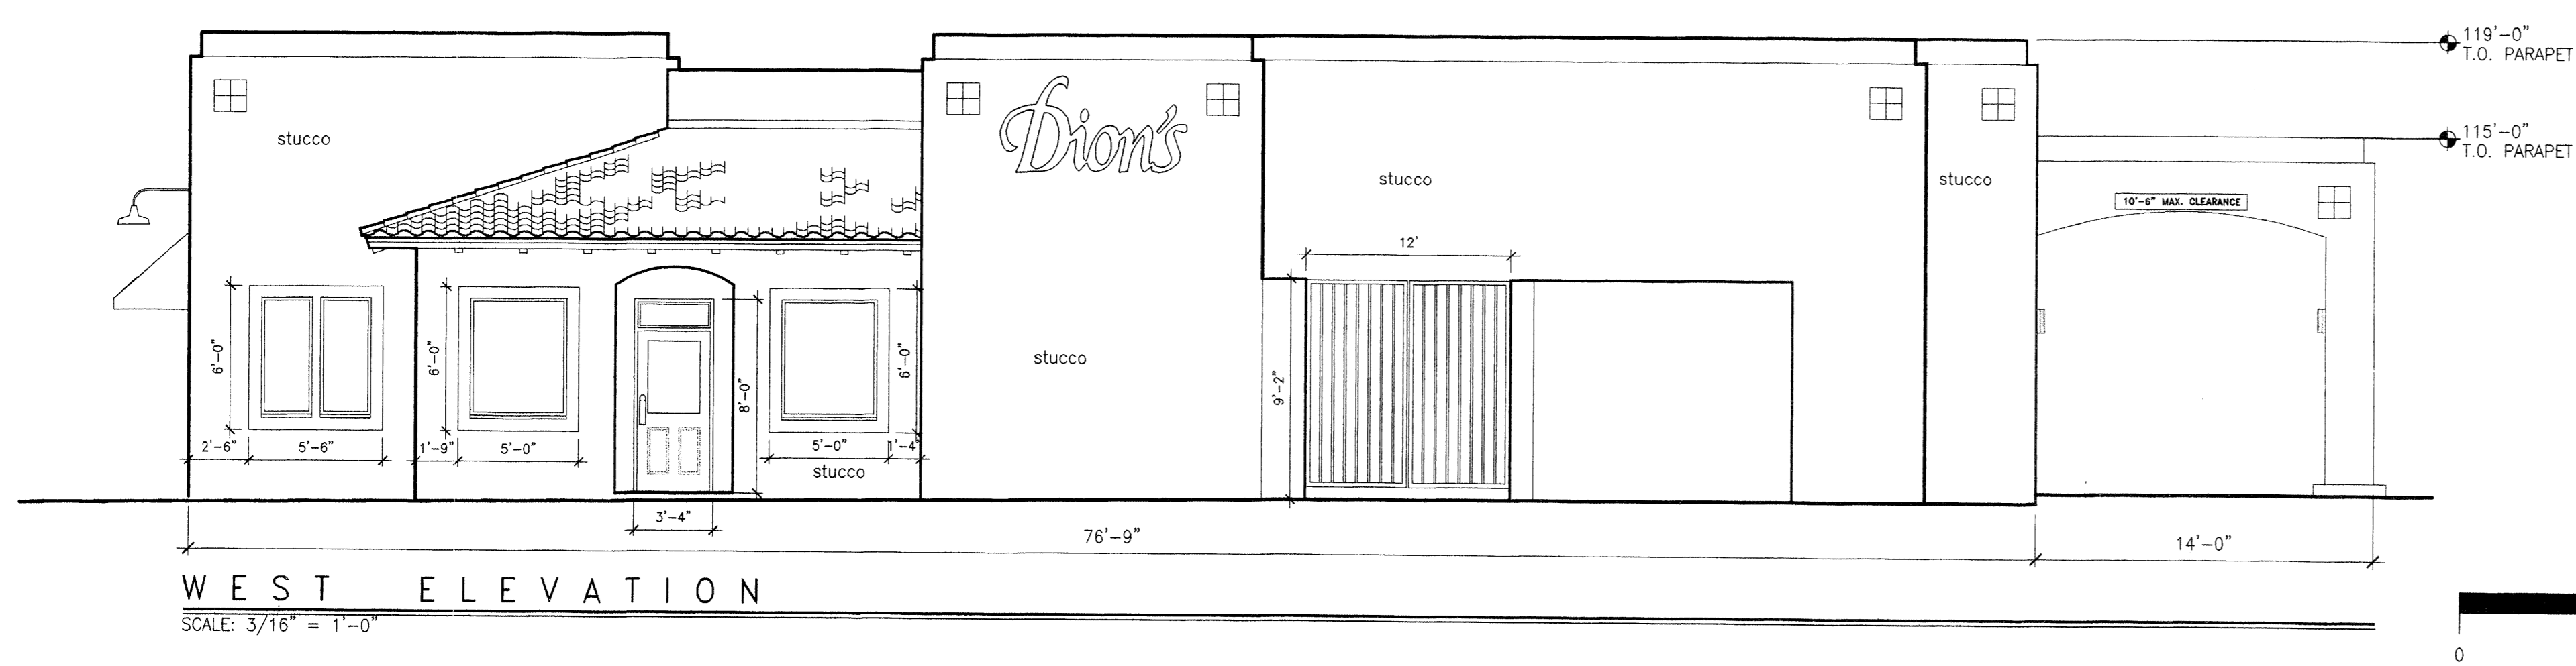 119'-0"
T.O. PARAPET
115'-0"
T.O. PARAPET
Dion's
stucco
stucco
stucco
10'-6" MAX. CLEARANCE
12'
stucco
6'-0"
6'-0"
8'-0"
6'-0"
9'-2"
2'-6"
5'-6"
1'-9"
5'-0"
5'-0"
1'-4"
stucco
3'-4"
76'-9"
14'-0"
WEST ELEVATION
SCALE: 3/16" = 1'-0"
0